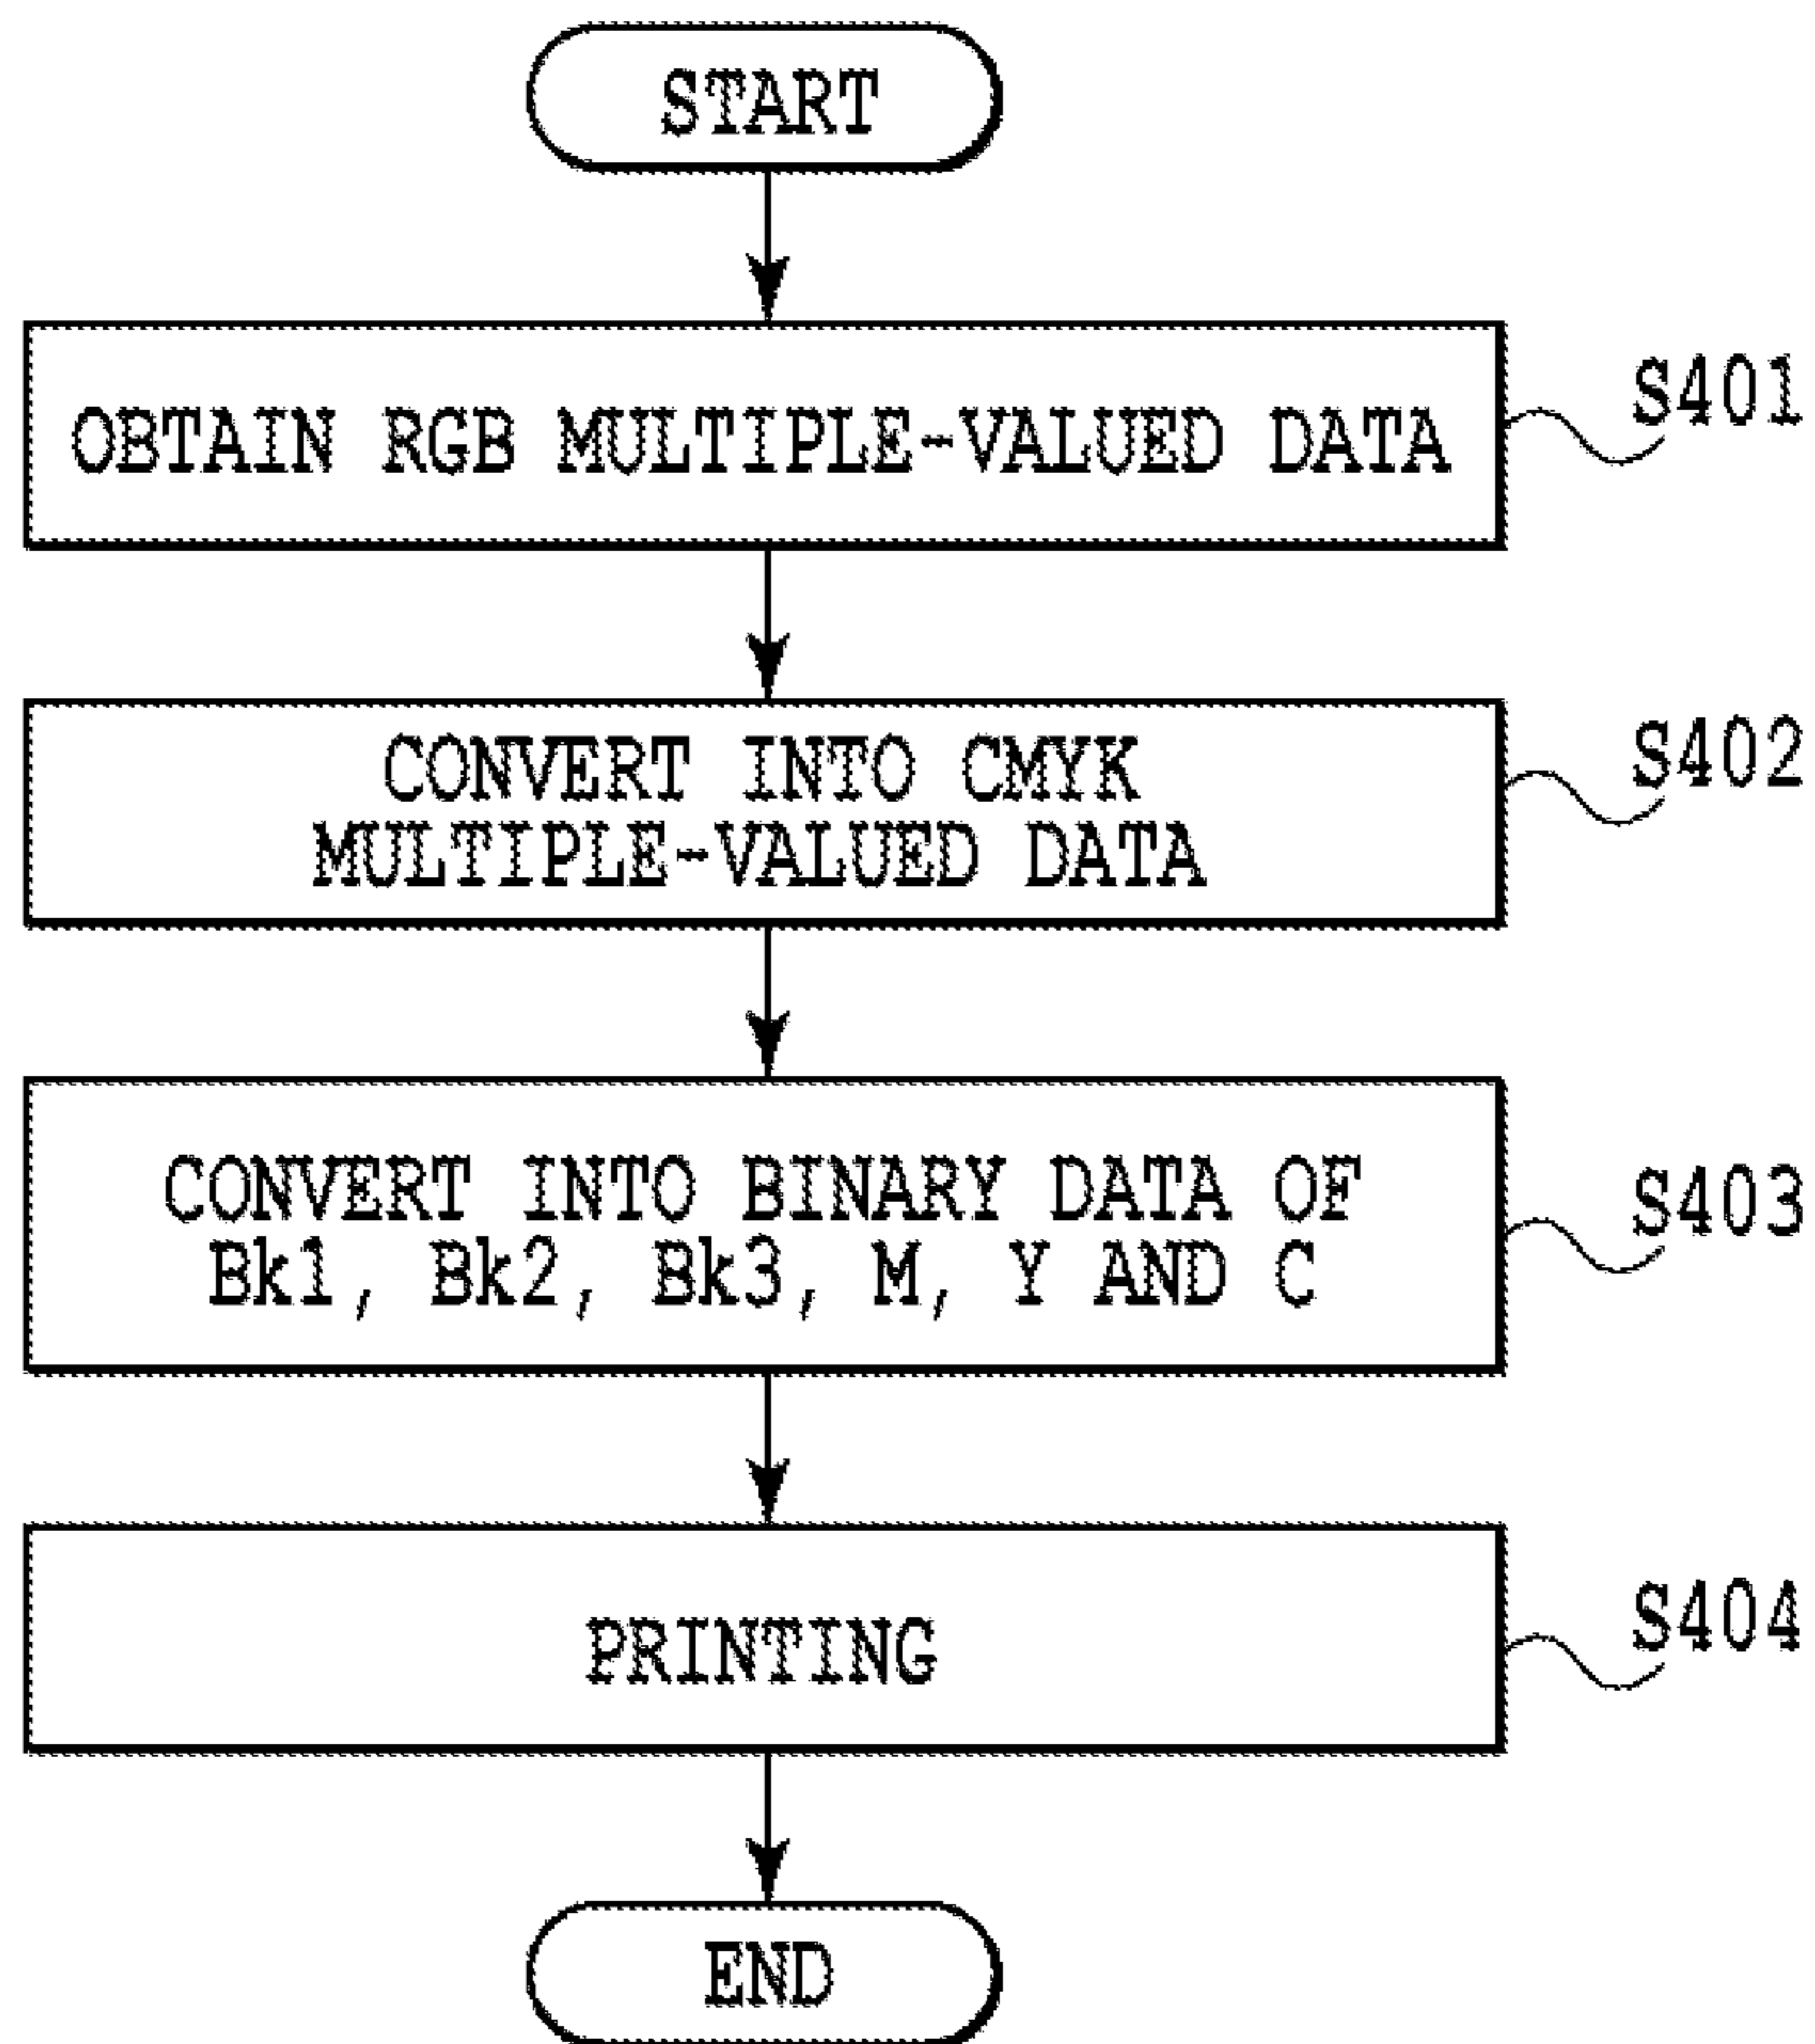 START
OBTAIN RGB MULTIPLE-VALUED DATA
S401
CONVERT INTO CMYK
MULTIPLE-VALUED DATA
S402
CONVERT INTO BINARY DATA OF
Bk1, Bk2, Bk3, M, Y AND C
S403
PRINTING
S404
END